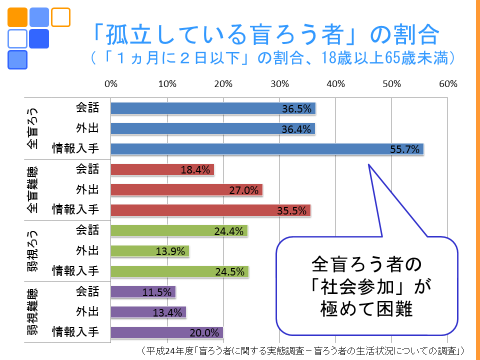 「孤立している盲ろう者」の割合
（「１ヵ月に２日以下」の割合、18歳以上65歳未満）
0% 10% 20% 30% 40% 50% 60%
全盲ろう
会話 36.5%
外出 36.4%
情報入手 55.7%
全盲難聴
会話 18.4%
外出 27.0%
情報入手 35.5%
弱視ろう
会話 24.4%
外出 13.9%
情報入手 24.5%
弱視難聴
会話 11.5%
外出 13.4%
情報入手 20.0%
全盲ろう者の
「社会参加」が
極めて困難
（平成24年度「盲ろう者に関する実態調査－盲ろう者の生活状況についての調査」）